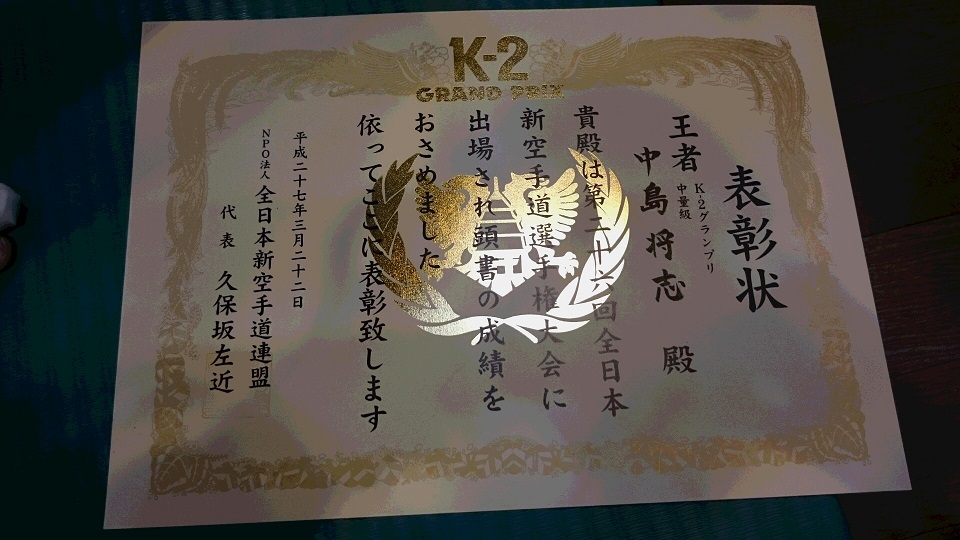 K-2
GRAND PRIX
表彰状
K-2グランプリ
中量級
王者
中島将志 殿
貴殿は第二十六回全日本
新空手道選手権大会に
出場され頭書の成績を
おさめました
依ってここに表彰致します
平成二十七年三月二十二日
NPO法人 全日本新空手道連盟
代表 久保坂左近